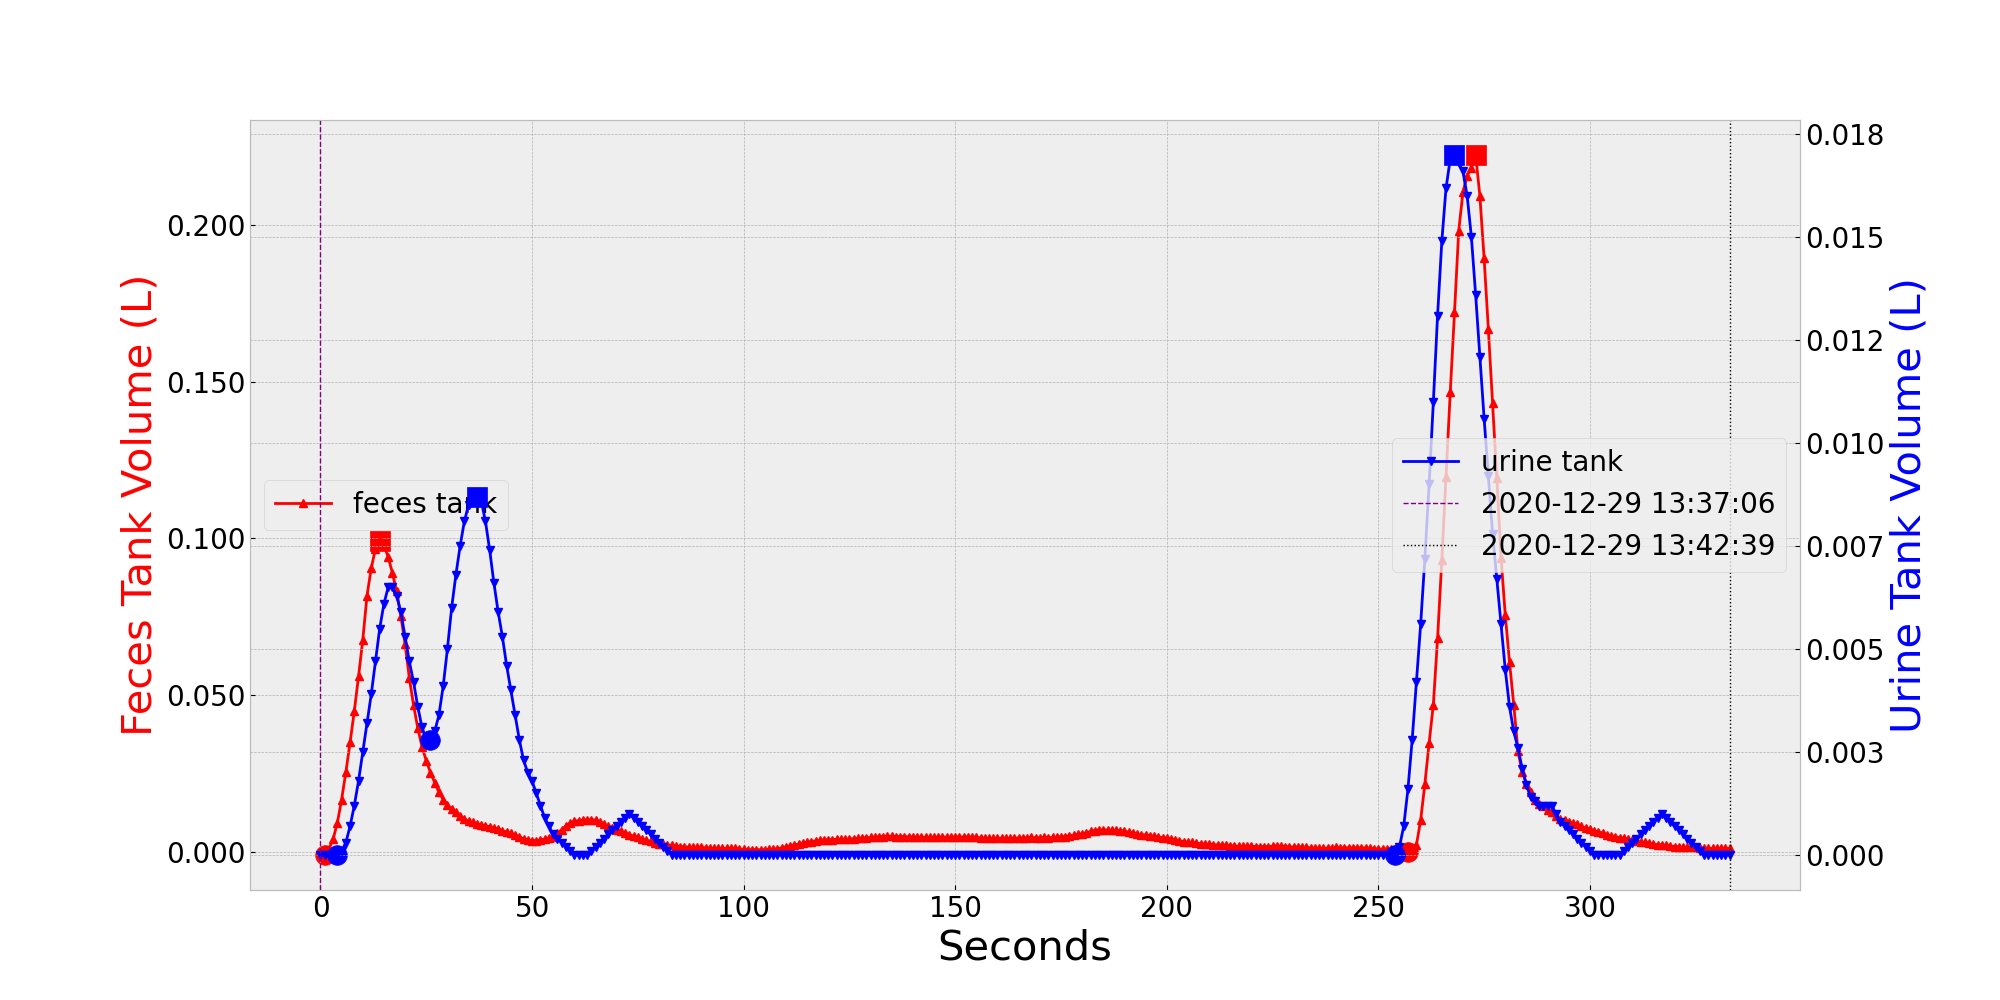 0.018
0.200
0.015
0.150
0.012
0.100
0.010
0.007
0.050
0.005
0.003
0.000
0.000
Feces Tank Volume (L)
Urine Tank Volume (L)
feces tank
urine tank
2020-12-29 13:37:06
2020-12-29 13:42:39
0 50 100 150 200 250 300
Seconds